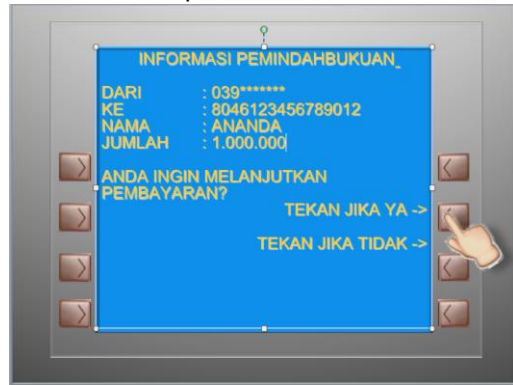 INFORMASI PEMINDAHBUKUAN_
DARI : 039*******
KE : 8046123456789012
NAMA : ANANDA
JUMLAH : 1.000.000
ANDA INGIN MELANJUTKAN
PEMBAYARAN?
TEKAN JIKA YA ->
TEKAN JIKA TIDAK ->